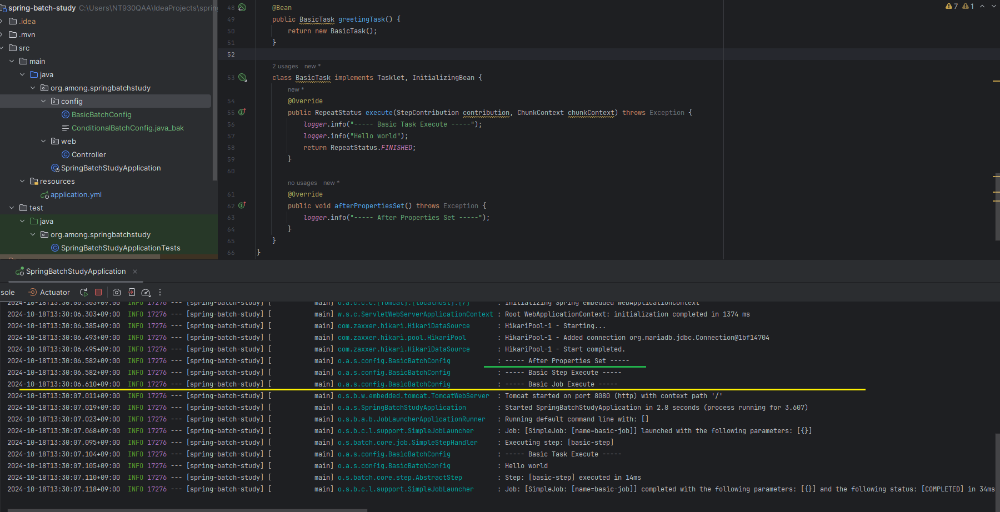 spring-batch-study C:\Users\NT930QAA\IdeaProjects\sprin
.idea
.mvn
src
main
java
org.among.springbatchstudy
config
BasicBatchConfig
ConditionalBatchConfig.java_bak
web
Controller
SpringBatchStudyApplication
resources
application.yml
test
java
org.among.springbatchstudy
SpringBatchStudyApplicationTests
7 1
48 @Bean
49 public BasicTask greetingTask() {
50 return new BasicTask();
51 }
52
2 usages new *
53 class BasicTask implements Tasklet, InitializingBean {
new *
54 @Override
55 public RepeatStatus execute(StepContribution contribution, ChunkContext chunkContext) throws Exception {
56 logger.info("----- Basic Task Execute -----");
57 logger.info("Hello world");
58 return RepeatStatus.FINISHED;
59 }
60
no usages new *
61 @Override
62 public void afterPropertiesSet() throws Exception {
63 logger.info("----- After Properties Set -----");
64 }
65 }
66 }
SpringBatchStudyApplication
sole Actuator
2024-10-18T13:30:06.303+09:00 INFO 17276 --- [spring-batch-study] [ main] o.a.c.c.C.[Tomcat].[localhost].[/] : Initializing Spring embedded WebApplicationContext
2024-10-18T13:30:06.303+09:00 INFO 17276 --- [spring-batch-study] [ main] w.s.c.ServletWebServerApplicationContext : Root WebApplicationContext: initialization completed in 1374 ms
2024-10-18T13:30:06.385+09:00 INFO 17276 --- [spring-batch-study] [ main] com.zaxxer.hikari.HikariDataSource : HikariPool-1 - Starting...
2024-10-18T13:30:06.493+09:00 INFO 17276 --- [spring-batch-study] [ main] com.zaxxer.hikari.pool.HikariPool : HikariPool-1 - Added connection org.mariadb.jdbc.Connection@1bf14704
2024-10-18T13:30:06.495+09:00 INFO 17276 --- [spring-batch-study] [ main] com.zaxxer.hikari.HikariDataSource : HikariPool-1 - Start completed.
2024-10-18T13:30:06.582+09:00 INFO 17276 --- [spring-batch-study] [ main] o.a.s.config.BasicBatchConfig : ----- After Properties Set -----
2024-10-18T13:30:06.582+09:00 INFO 17276 --- [spring-batch-study] [ main] o.a.s.config.BasicBatchConfig : ----- Basic Step Execute -----
2024-10-18T13:30:06.610+09:00 INFO 17276 --- [spring-batch-study] [ main] o.a.s.config.BasicBatchConfig : ----- Basic Job Execute -----
2024-10-18T13:30:07.011+09:00 INFO 17276 --- [spring-batch-study] [ main] o.s.b.w.embedded.tomcat.TomcatWebServer : Tomcat started on port 8080 (http) with context path '/'
2024-10-18T13:30:07.019+09:00 INFO 17276 --- [spring-batch-study] [ main] o.a.s.SpringBatchStudyApplication : Started SpringBatchStudyApplication in 2.8 seconds (process running for 3.607)
2024-10-18T13:30:07.023+09:00 INFO 17276 --- [spring-batch-study] [ main] o.s.b.a.b.JobLauncherApplicationRunner : Running default command line with: []
2024-10-18T13:30:07.068+09:00 INFO 17276 --- [spring-batch-study] [ main] o.s.b.c.l.support.SimpleJobLauncher : Job: [SimpleJob: [name=basic-job]] launched with the following parameters: [{}]
2024-10-18T13:30:07.095+09:00 INFO 17276 --- [spring-batch-study] [ main] o.s.batch.core.job.SimpleStepHandler : Executing step: [basic-step]
2024-10-18T13:30:07.104+09:00 INFO 17276 --- [spring-batch-study] [ main] o.a.s.config.BasicBatchConfig : ----- Basic Task Execute -----
2024-10-18T13:30:07.105+09:00 INFO 17276 --- [spring-batch-study] [ main] o.a.s.config.BasicBatchConfig : Hello world
2024-10-18T13:30:07.110+09:00 INFO 17276 --- [spring-batch-study] [ main] o.s.batch.core.step.AbstractStep : Step: [basic-step] executed in 14ms
2024-10-18T13:30:07.118+09:00 INFO 17276 --- [spring-batch-study] [ main] o.s.b.c.l.support.SimpleJobLauncher : Job: [SimpleJob: [name=basic-job]] completed with the following parameters: [{}] and the following status: [COMPLETED] in 34ms